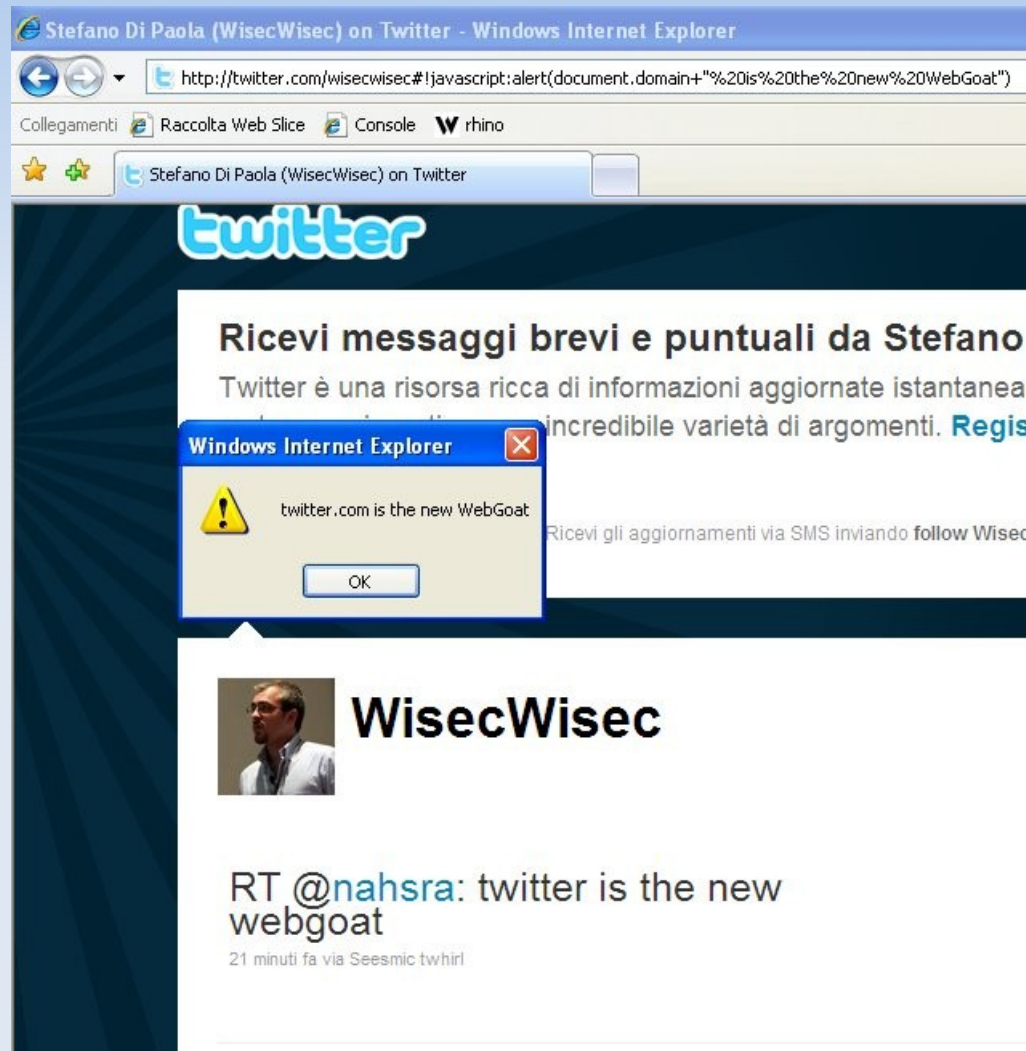 Stefano Di Paola (WisecWisec) on Twitter - Windows Internet Explorer
http://twitter.com/wisecwisec#!javascript:alert(document.domain+"%20is%20the%20new%20WebGoat")
Collegamenti Raccolta Web Slice Console W rhino
Stefano Di Paola (WisecWisec) on Twitter
twitter
Ricevi messaggi brevi e puntuali da Stefano
Twitter è una risorsa ricca di informazioni aggiornate istantanea
incredibile varietà di argomenti. Regis
Windows Internet Explorer
twitter.com is the new WebGoat
Ricevi gli aggiornamenti via SMS inviando follow Wisec
OK
WisecWisec
RT @nahsra: twitter is the new
webgoat
21 minuti fa via Seesmic twhirl